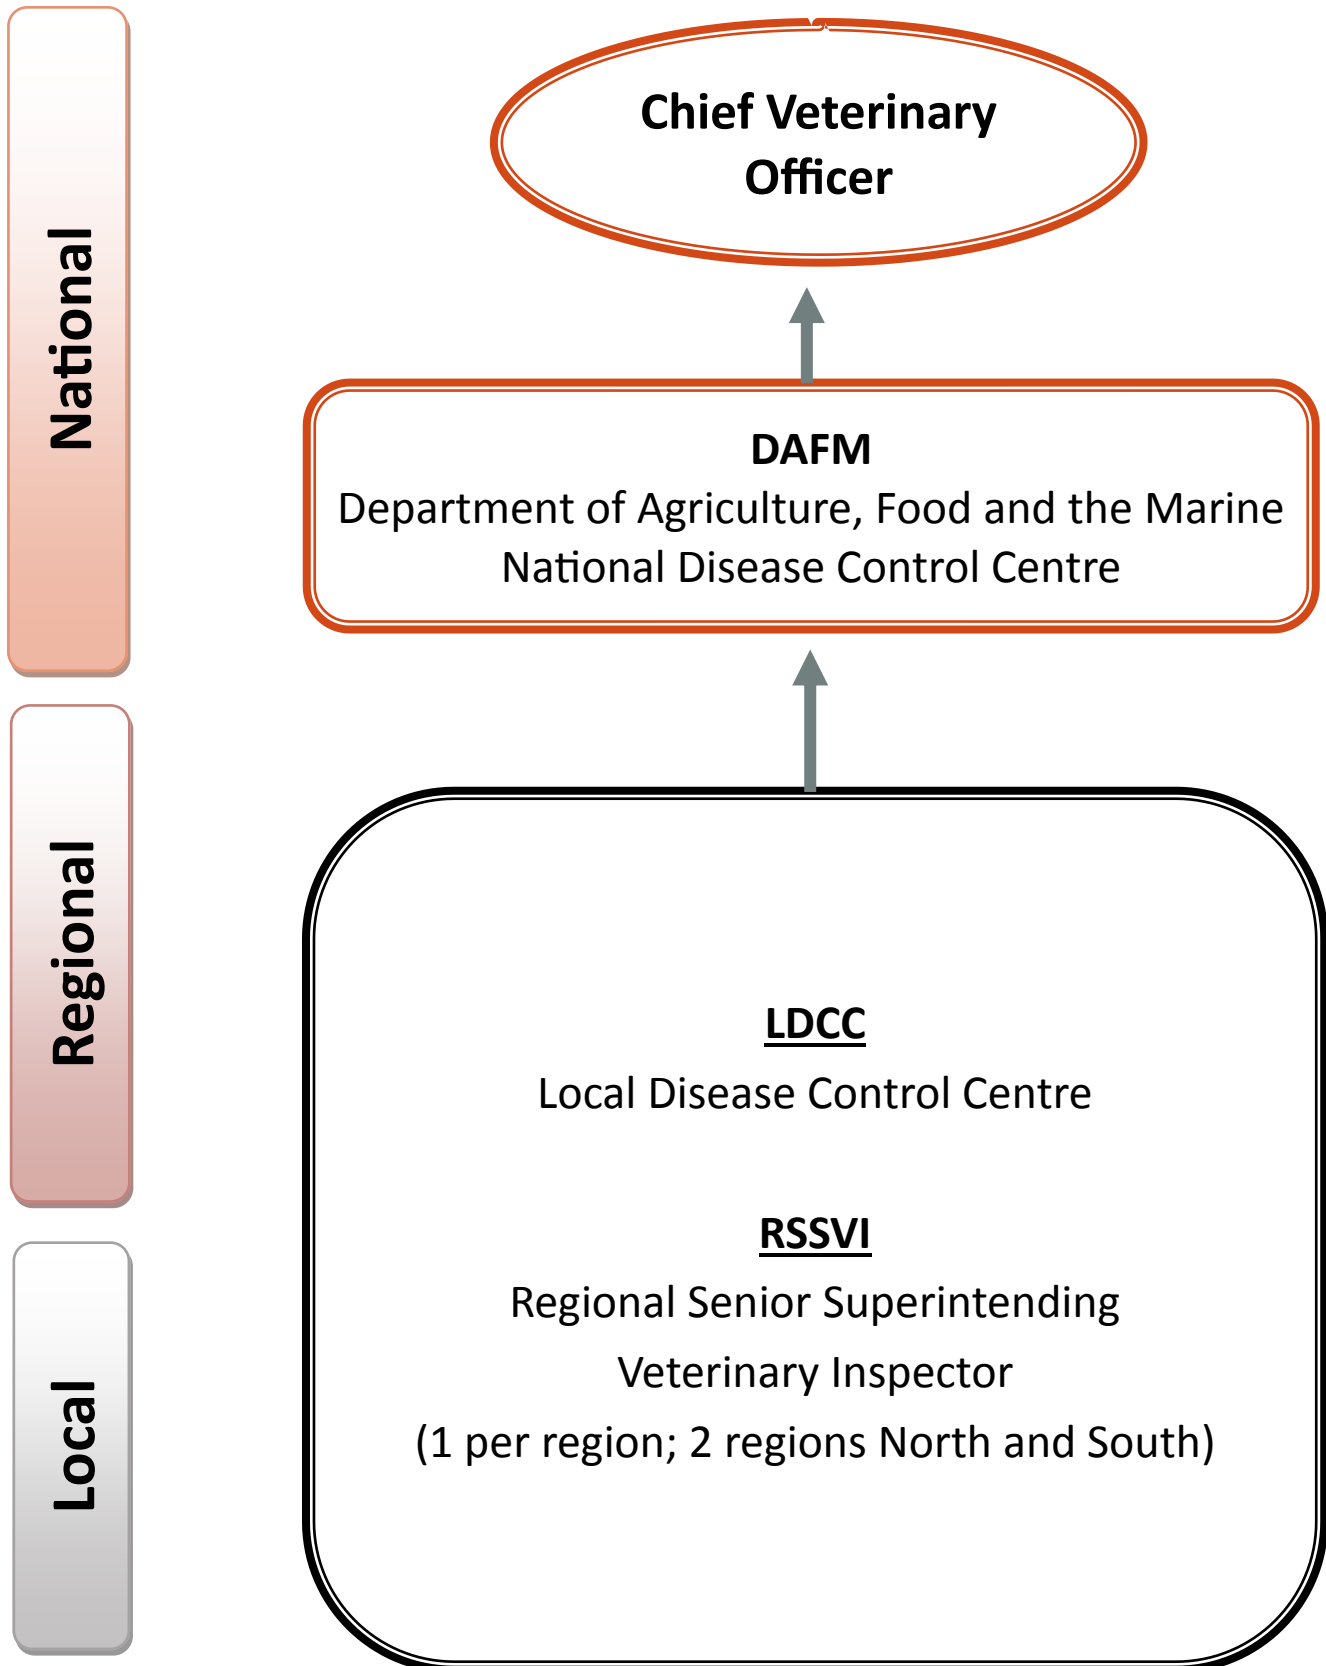 National
Chief Veterinary
Officer
DAFM
Department of Agriculture, Food and the Marine
National Disease Control Centre
Regional
Local
LDCC
Local Disease Control Centre
RSSVI
Regional Senior Superintending
Veterinary Inspector
(1 per region; 2 regions North and South)